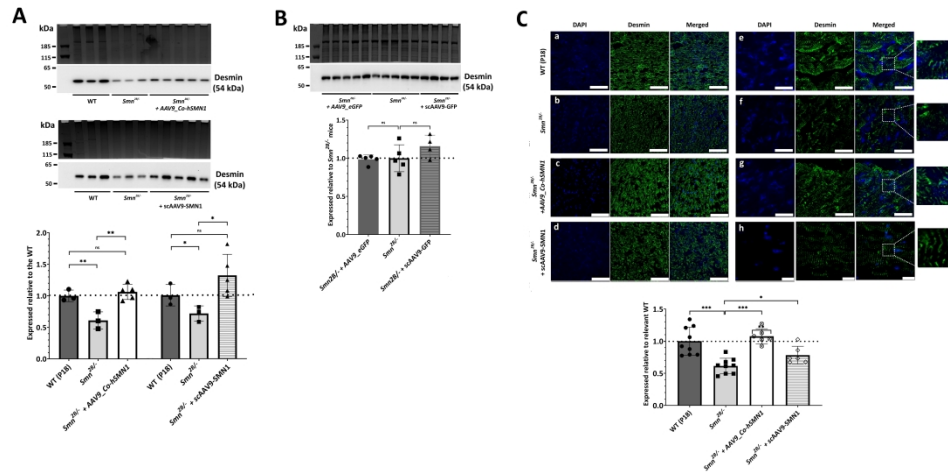 A
kDa
185
115
65
50
Desmin
(54 kDa)
WT
Smn2B/-
Smn2B/-
+ AAV9_Co-hSMN1
kDa
185
115
65
50
Desmin
(54 kDa)
WT
Smn2B/-
Smn2B/-
+ scAAV9-SMN1
Expressed relative to the WT
2.0
1.5
1.0
0.5
0.0
**
ns
**
*
ns
*
WT (P18)
Smn2B/-
Smn2B/- + AAV9_Co-hSMN1
WT (P18)
Smn2B/-
Smn2B/- + scAAV9-SMN1
B
kDa
185
115
65
50
Desmin
(54 kDa)
Smn2B/-
+ AAV9_eGFP
Smn2B/-
Smn2B/-
+ scAAV9-GFP
Expressed relative to Smn2B/- mice
1.5
1.0
0.5
0.0
ns
ns
Smn2B/- + AAV9_eGFP
Smn2B/-
Smn2B/- + scAAV9-GFP
C
DAPI
Desmin
Merged
DAPI
Desmin
Merged
WT (P18)
a
e
Smn2B/-
b
f
Smn2B/-
+AAV9_Co-hSMN1
c
g
Smn2B/-
+ scAAV9-SMN1
d
h
Expressed relative to relevant WT
2.0
1.5
1.0
0.5
0.0
***
***
*
**
WT (P18)
Smn2B/-
Smn2B/- + AAV9_Co-hSMN1
Smn2B/- + scAAV9-SMN1